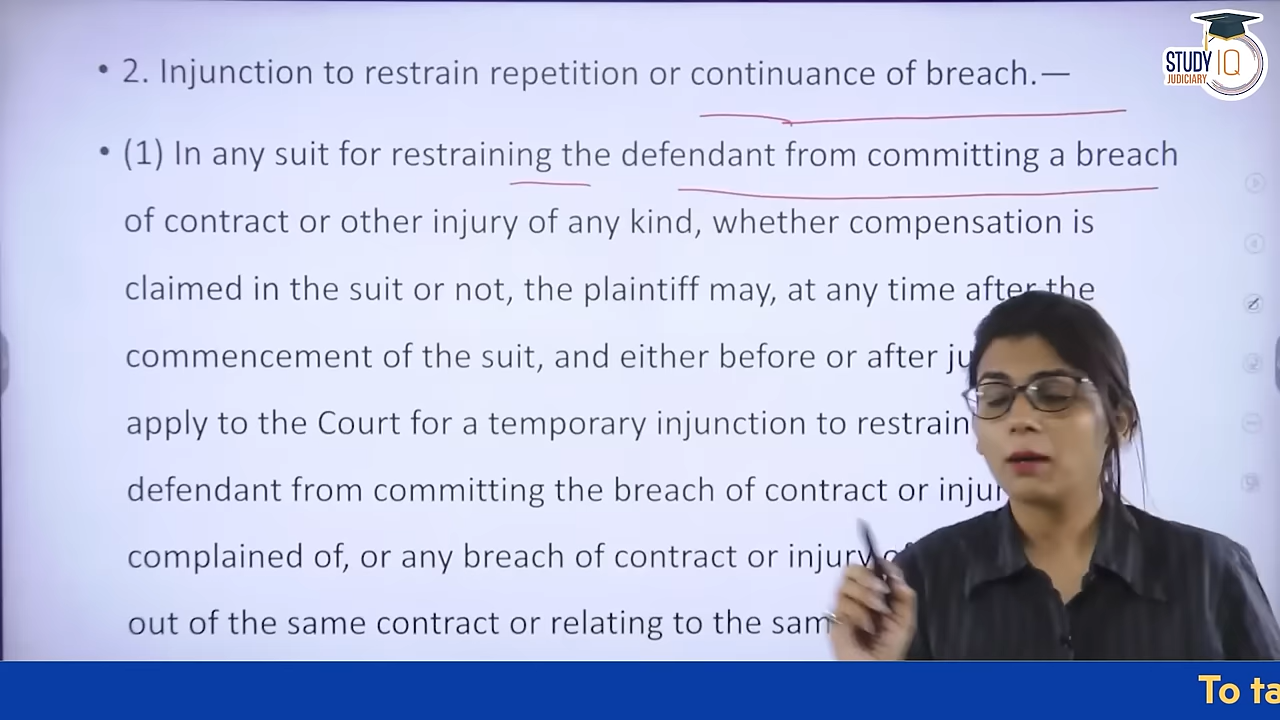 STUDY IQ
JUDICIARY
• 2. Injunction to restrain repetition or continuance of breach.—
• (1) In any suit for restraining the defendant from committing a breach
of contract or other injury of any kind, whether compensation is
claimed in the suit or not, the plaintiff may, at any time after the
commencement of the suit, and either before or after
apply to the Court for a temporary injunction to restrain
defendant from committing the breach of contract or
complained of, or any breach of contract or injury
out of the same contract or relating to the
To